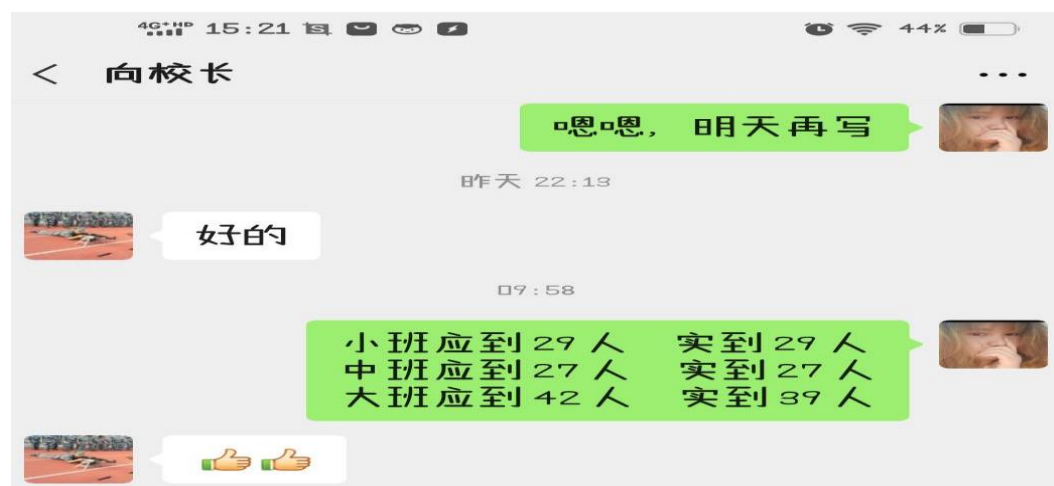 4G+HD 15:21 44%
< 向校长 ...
嗯嗯，明天再写
昨天 22:13
好的
09:58
小班应到29人 实到29人
中班应到27人 实到27人
大班应到42人 实到39人